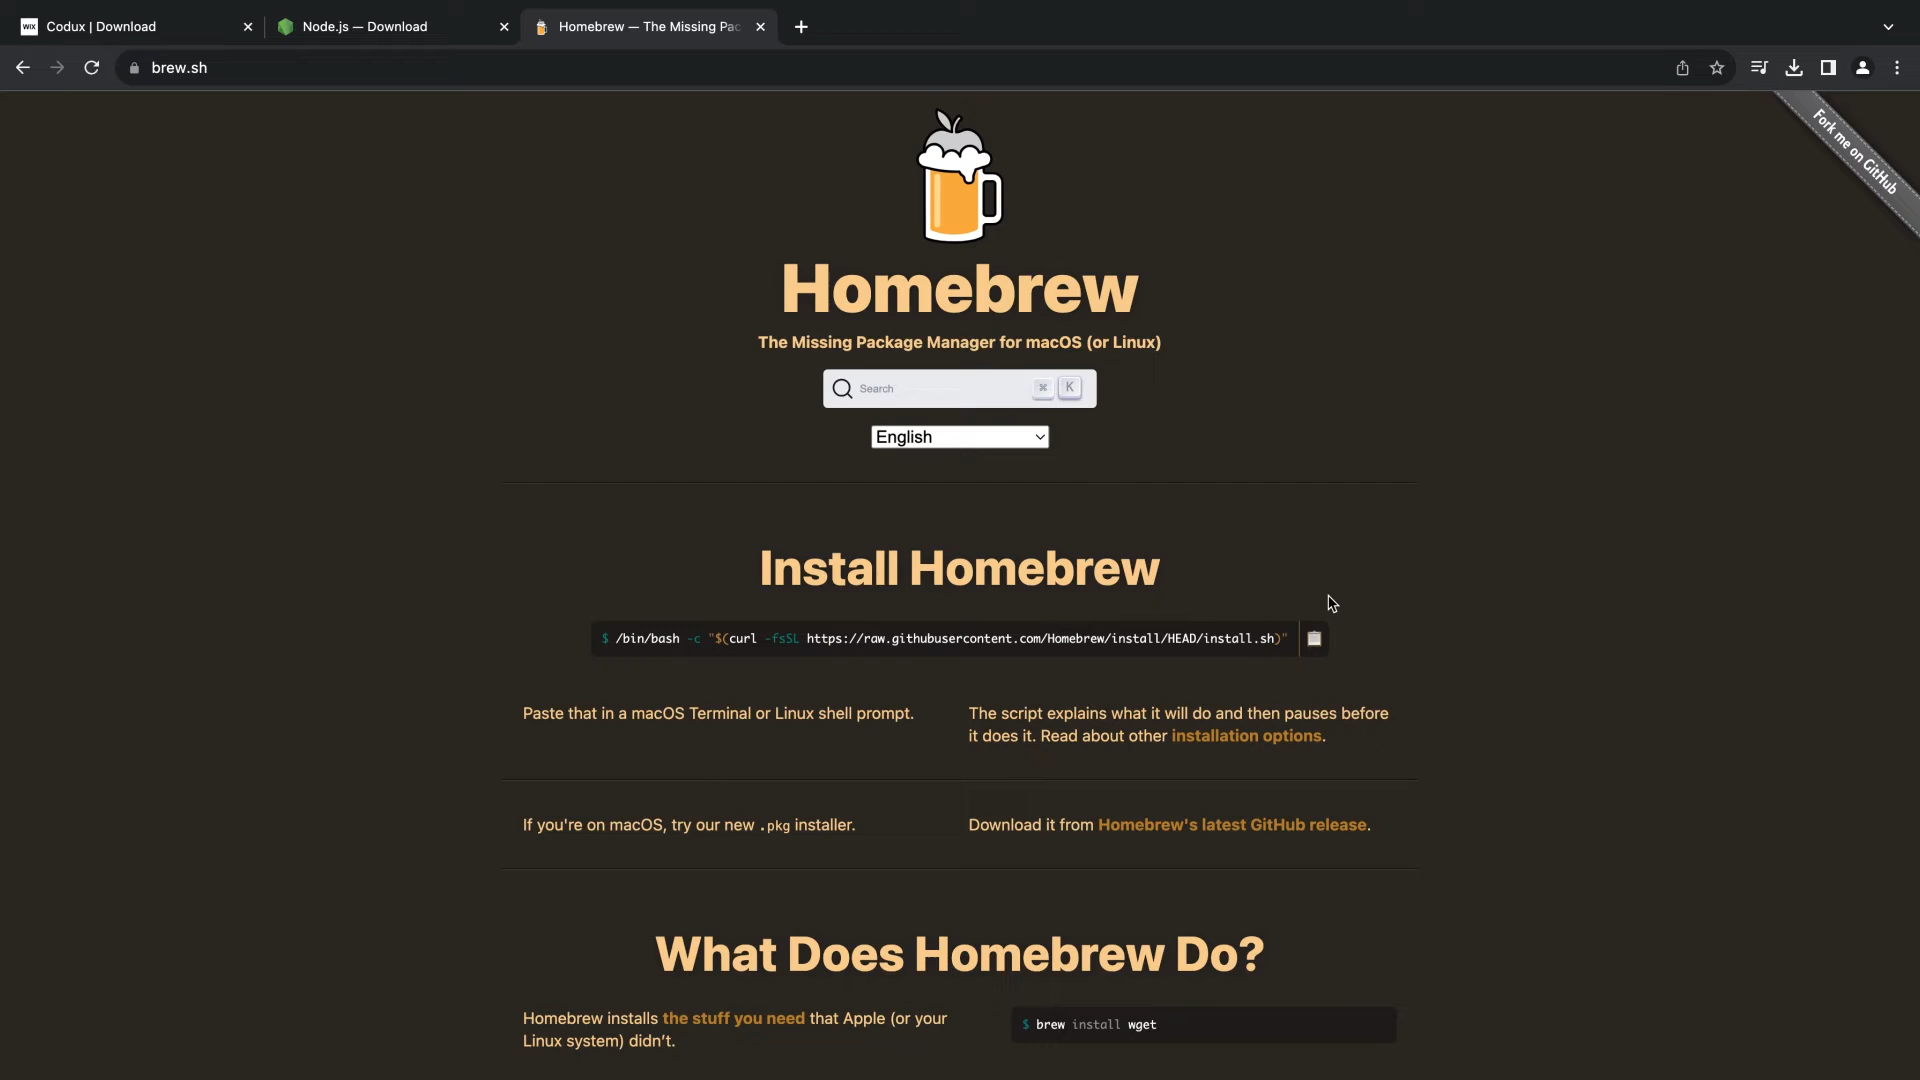 WIX Codux | Download
Node.js — Download
Homebrew — The Missing Pac
brew.sh
Fork me on GitHub
Homebrew
The Missing Package Manager for macOS (or Linux)
Search ⌘ K
English
Install Homebrew
$ /bin/bash -c "$(curl -fsSL https://raw.githubusercontent.com/Homebrew/install/HEAD/install.sh)"
Paste that in a macOS Terminal or Linux shell prompt.
The script explains what it will do and then pauses before
it does it. Read about other installation options.
If you're on macOS, try our new .pkg installer.
Download it from Homebrew's latest GitHub release.
What Does Homebrew Do?
Homebrew installs the stuff you need that Apple (or your
Linux system) didn’t.
$ brew install wget